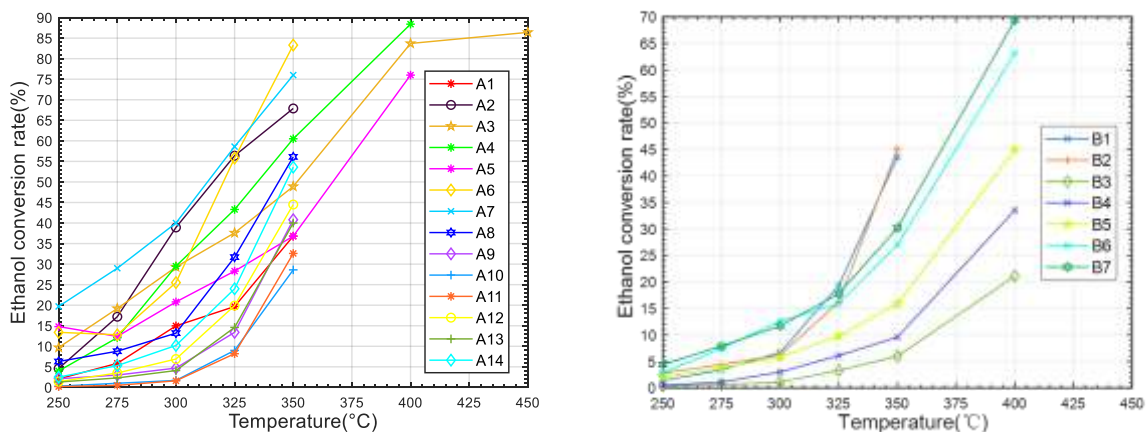 Ethanol conversion rate(%)
90
85
80
75
70
65
60
55
50
45
40
35
30
25
20
15
10
5
0
250
275
300
325
350
375
400
425
450
Temperature(°C)
A1
A2
A3
A4
A5
A6
A7
A8
A9
A10
A11
A12
A13
A14
Ethanol conversion rate(%)
70
65
60
55
50
45
40
35
30
25
20
15
10
5
0
250
275
300
325
350
375
400
425
450
Temperature(℃)
B1
B2
B3
B4
B5
B6
B7